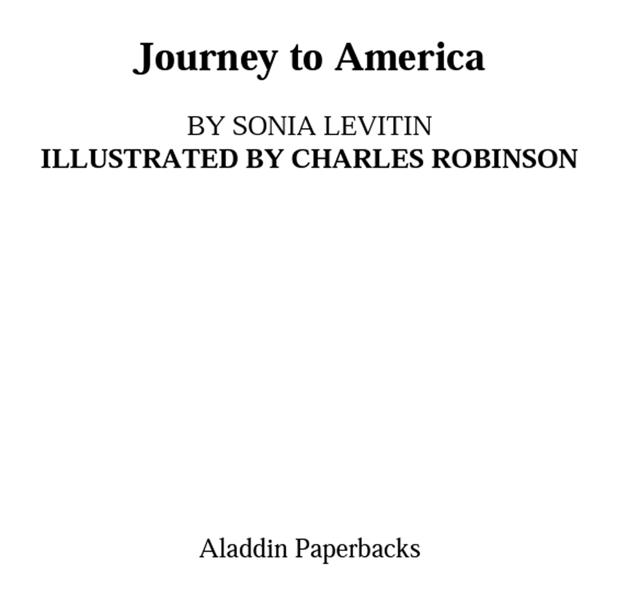 Journey to America
BY SONIA LEVITIN
ILLUSTRATED BY CHARLES ROBINSON
Aladdin Paperbacks